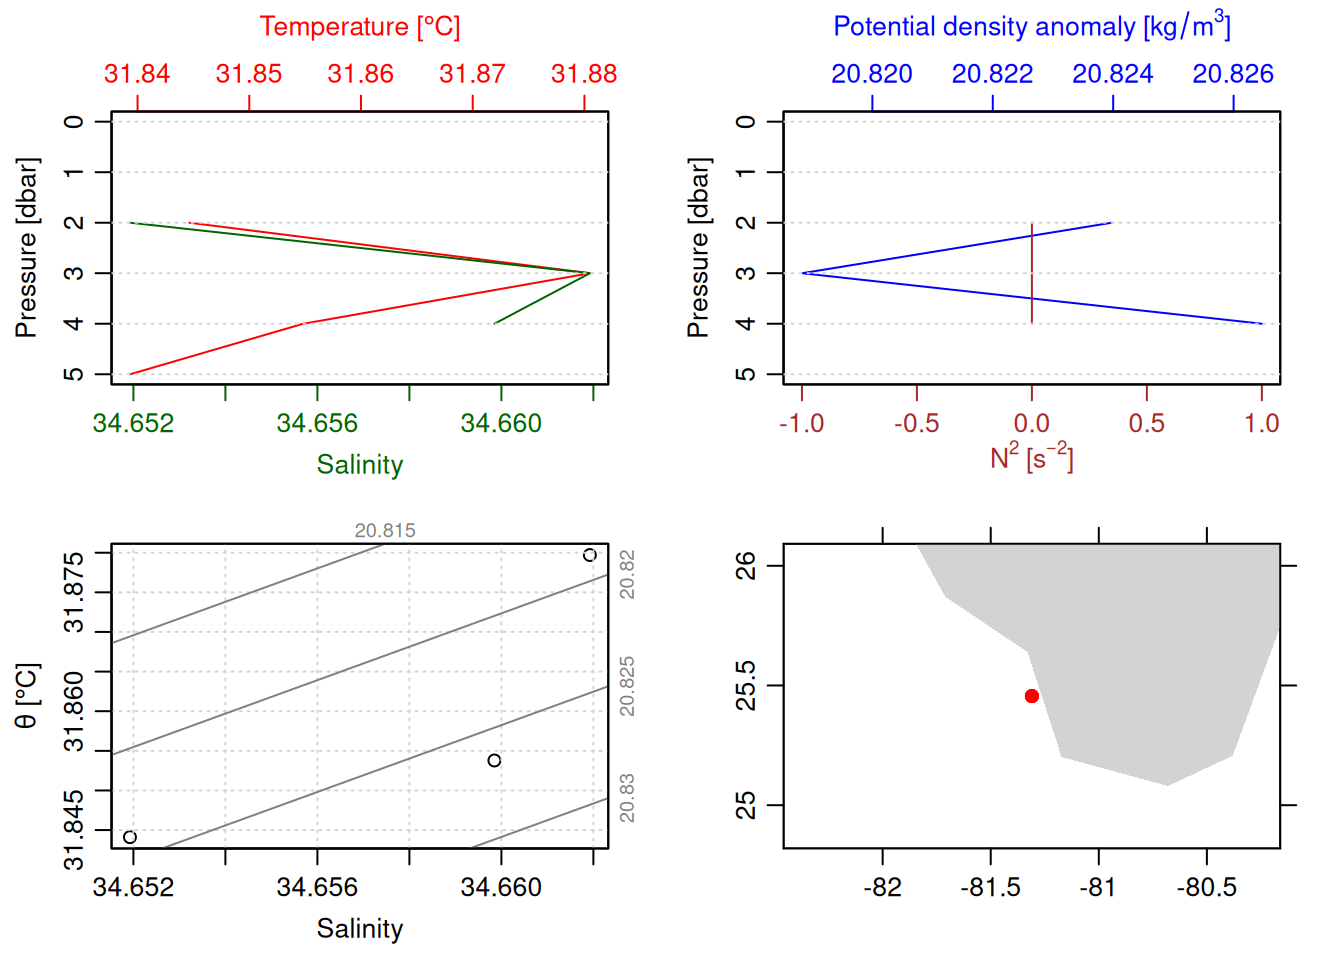 Temperature [°C]
31.84 31.85 31.86 31.87 31.88
Pressure [dbar]
0
1
2
3
4
5
34.652 34.656 34.660
Salinity
Potential density anomaly [kg/m³]
20.820 20.822 20.824 20.826
Pressure [dbar]
0
1
2
3
4
5
-1.0 -0.5 0.0 0.5 1.0
N² [s⁻²]
20.815
20.82
20.825
20.83
θ [°C]
31.875
31.860
31.845
34.652 34.656 34.660
Salinity
26
25.5
25
-82 -81.5 -81 -80.5